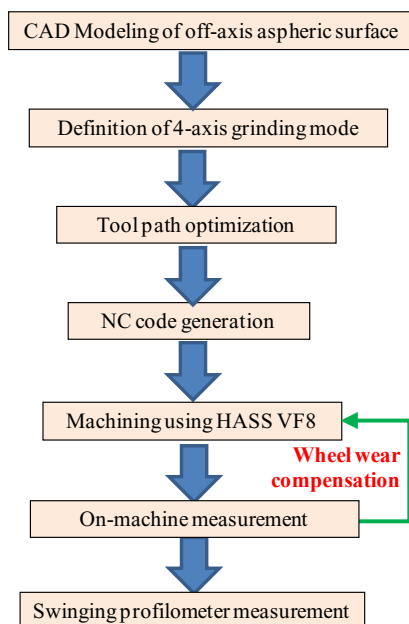 CAD Modeling of off-axis aspheric surface
Definition of 4-axis grinding mode
Tool path optimization
NC code generation
Machining using HASS VF8
Wheel wear
compensation
On-machine measurement
Swinging profilometer measurement